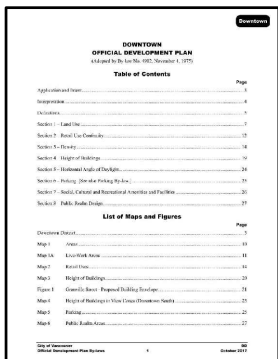 Downtown
DOWNTOWN
OFFICIAL DEVELOPMENT PLAN
(Adopted by By-law No. 4912, November 4, 1975)
Table of Contents
Page
Application and Intent
Interpretation
Definitions
Section 1 – Land Use
Section 2 Retail Use Continuity
Section 3 – Density
Section 4 Height of Buildings
Section 5 – Horizontal Angle of Daylight
Section 6 – Parking [See also Parking By-law]
Section 7 – Social, Cultural and Recreational Amenities and Facilities
Section 8 Public Realm Design
List of Maps and Figures
Page
Downtown District
Map 1 Areas 10
Map 1A Live-Work Areas 11
Map 2 Retail Uses
Map 3 Height of Buildings 20
Figure 1 Granville Street - Proposed Building Envelope 21
Map 4 Height of Buildings in View Cones (Downtown South)
Map 5 Parking
Map 6 Public Realm Areas 27
City of Vancouver
Official Development Plan By-laws 1 October 2017